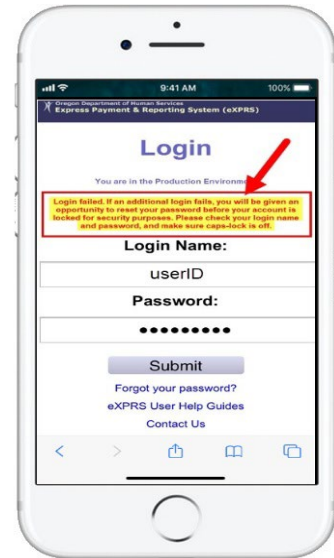 9:41 AM
100%
Oregon Department of Human Services
Express Payment & Reporting System (eXPRS)
Login
You are in the Production Environme
Login failed. If an additional login fails, you will be given an
opportunity to reset your password before your account is
locked for security purposes. Please check your login name
and password, and make sure caps-lock is off.
Login Name:
userID
Password:
•••••••••
Submit
Forgot your password?
eXPRS User Help Guides
Contact Us